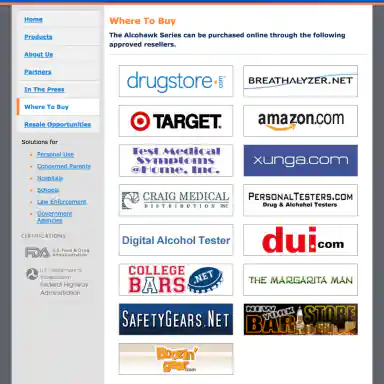 Home
Products
About Us
Partners
In The Press
Where To Buy
Resale Opportunities
Solutions for
Personal Use
Concerned Parents
Hospitals
Schools
Law Enforcement
Government
Agencies
CERTIFICATIONS
FDA U.S. Food & Drug
Administration
U.S. Department of
Transportation
Federal Highway
Administration
Where To Buy
The Alcohawk Series can be purchased online through the following
approved resellers.
drugstore.com
BREATHALYZER.NET
TARGET.
amazon.com
Test Medical
Symptoms
@Home, Inc.
xunga.com
CRAIG MEDICAL
DISTRIBUTION INC
PERSONALTESTERS.COM
Drug & Alchohol Testers
Digital Alcohol Tester
dui.com
COLLEGE
BARS .NET
THE MARGARITA MAN
SAFETYGEARS.NET
NEW YORK
BAR STORE
Boozin'
gear.com